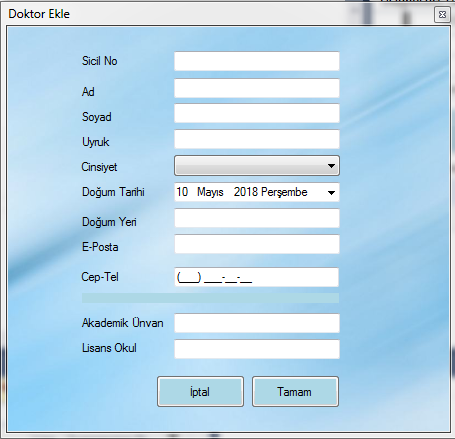 Doktor Ekle
Sicil No
Ad
Soyad
Uyruk
Cinsiyet
Doğum Tarihi 10 Mayıs 2018 Perşembe
Doğum Yeri
E-Posta
Cep-Tel (___) ___-__-__
Akademik Ünvan
Lisans Okul
İptal Tamam